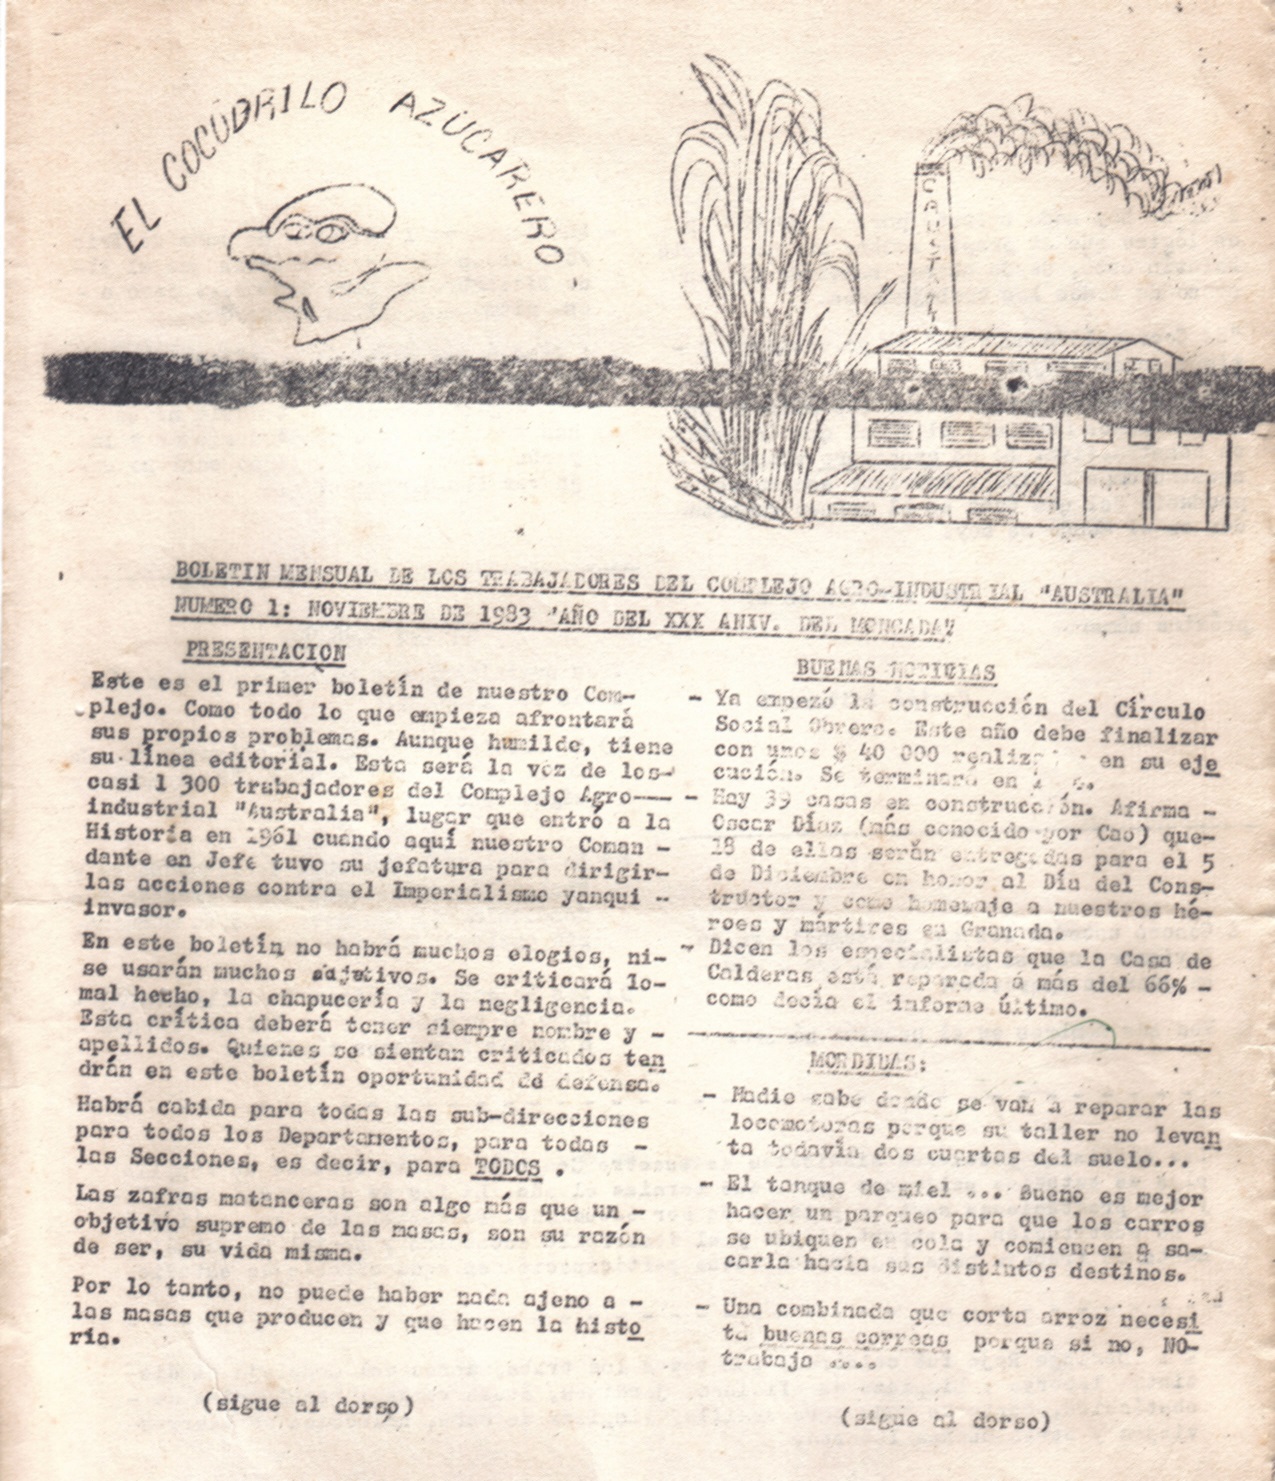 EL COCUDRILO AZUCARERO
BOLETIN MENSUAL DE LOS TRABAJADORES DEL COMPLEJO AGRO-INDUSTRIAL "AUSTRALIA"
NUMERO 1: NOVIEMBRE DE 1983 "AÑO DEL XXX ANIV. DEL MONCADA"
PRESENTACION
Este es el primer boletín de nuestro Com-
plejo. Como todo lo que empieza afrontará
sus propios problemas. Aunque humilde, tiene
su línea editorial. Esta será la voz de los-
casi 1 300 trabajadores del Complejo Agro---
industrial "Australia", lugar que entró a la
Historia en 1961 cuando aquí nuestro Coman -
dante en Jefe tuvo su jefatura para dirigir-
las acciones contra el Imperialismo yanqui --
invasor.
En este boletín no habrá muchos elogios, ni-
se usarán muchos adjetivos. Se criticará lo-
mal hecho, la chapucería y la negligencia.
Esta crítica deberá tener siempre nombre y -
apellidos. Quienes se sientan criticados ten
drán en este boletín oportunidad dd defensa.
Habrá cabida para todas las sub-direcciones
para todos los Departamentos, para todas -
las Secciones, es decir, para TODOS .
Las zafras matanceras son algo más que un -
objetivo supremo de las masas, son su razón
de ser, su vida misma.
Por lo tanto, no puede haber nada ajeno a -
las masas que producen y que hacen la histo
ria.
(sigue al dorso)
BUENAS NOTICIAS
- Ya empezó la construcción del Círculo
Social Obrero. Este año debe finalizar
con unos $ 40 000 en su eje
cución. Se terminará en
- Hay 39 casas en construcción. Afirma -
Oscar Díaz (más conocido por Cao) que-
18 de ellas serán entregadas para el 5
de Diciembre en honor al Día del Cons-
tructor y como homenaje a nuestros hé-
roes y mártires en Granada.
- Dicen los especialistas que la Casa de
Calderas está reparada a más del 66% -
como decía el informe último.
MORDIDAS:
- Nadie sabe donde se van a reparar las
locomotoras porque su taller no levan
ta todavía dos cuartas del suelo...
- El tanque de miel ... Bueno es mejor
hacer un parqueo para que los carros
se ubiquen en cola y comiencen a sa-
carla hacia sus distintos destinos.
- Una combinada que corta arroz necesi
ta buenas correas porque si no, NO-
trabaja ....
(sigue al dorso)